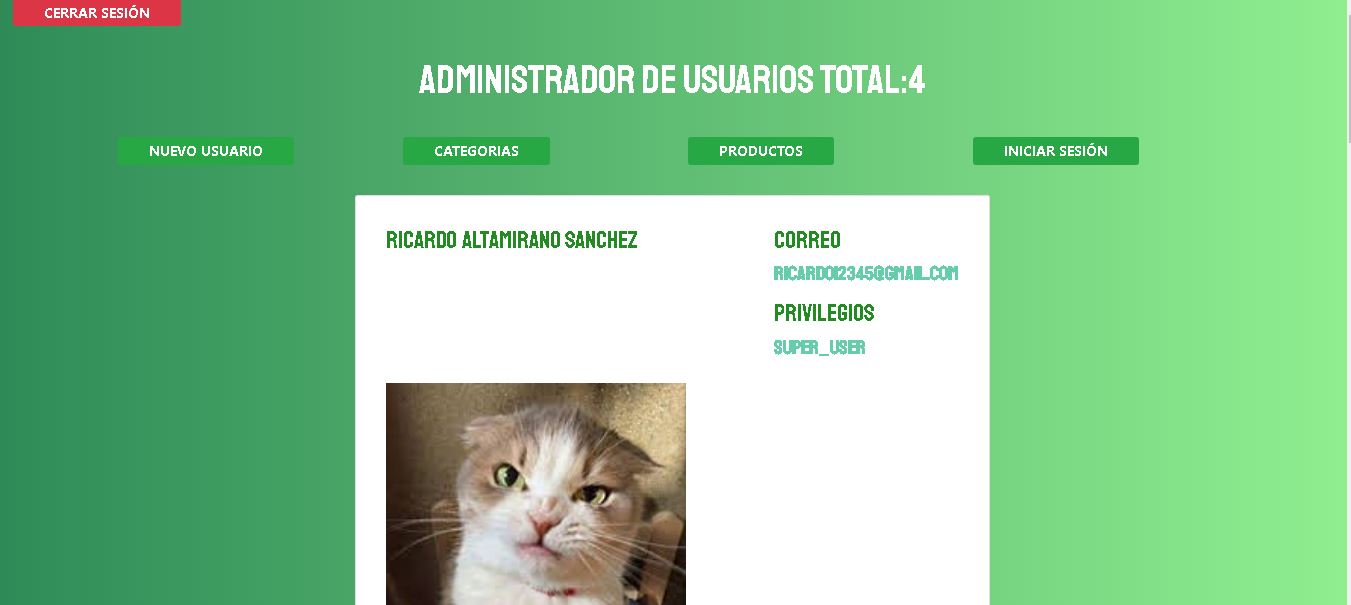 CERRAR SESIÓN
ADMINISTRADOR DE USUARIOS TOTAL:4
NUEVO USUARIO
CATEGORIAS
PRODUCTOS
INICIAR SESIÓN
RICARDO ALTAMIRANO SANCHEZ
CORREO
RICARDO12345@GMAIL.COM
PRIVILEGIOS
SUPER_USER